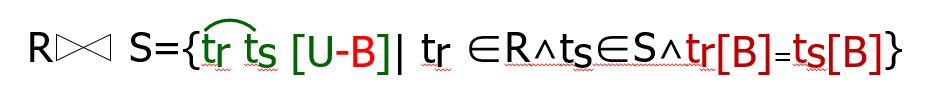 R⋈ S={tr ts [U-B]| tr ∈R∧ts∈S∧tr[B]=ts[B]}